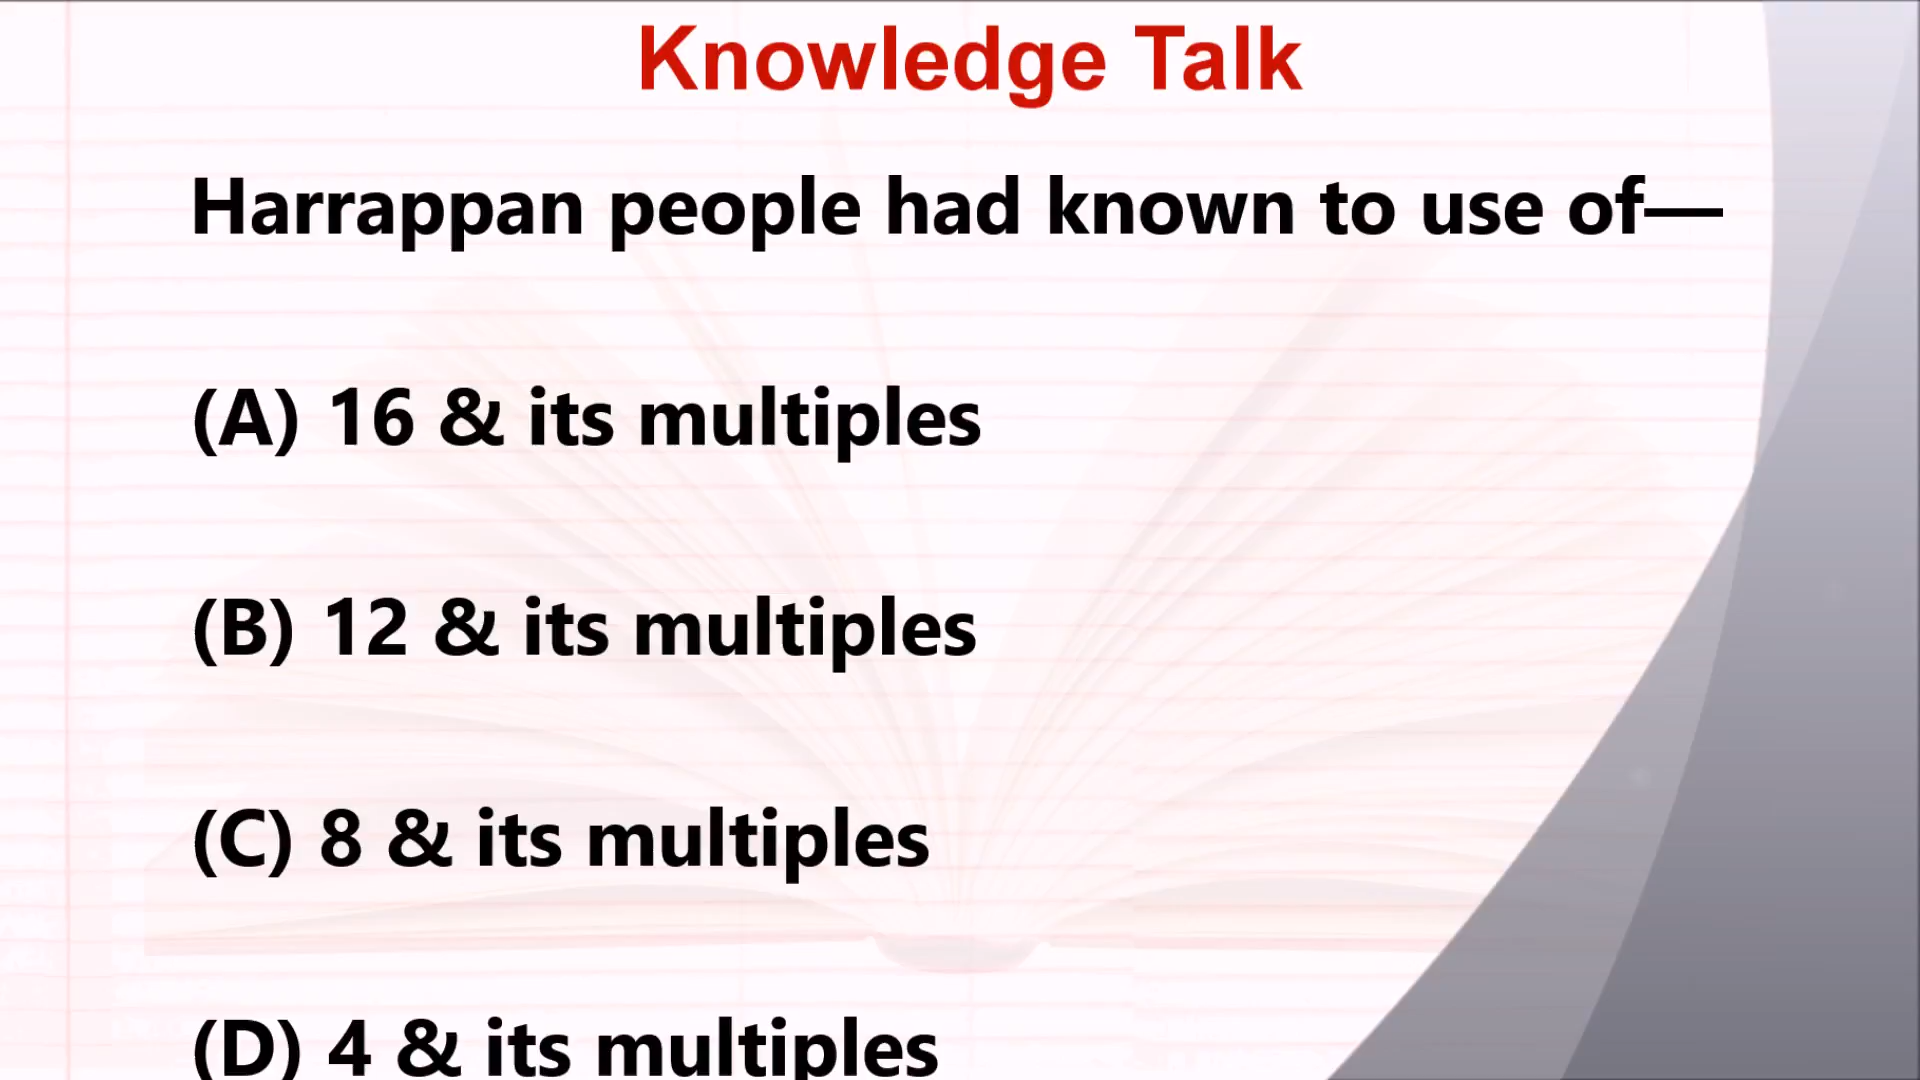 Knowledge Talk
Harrappan people had known to use of—
(A) 16 & its multiples
(B) 12 & its multiples
(C) 8 & its multiples
(D) 4 & its multiples